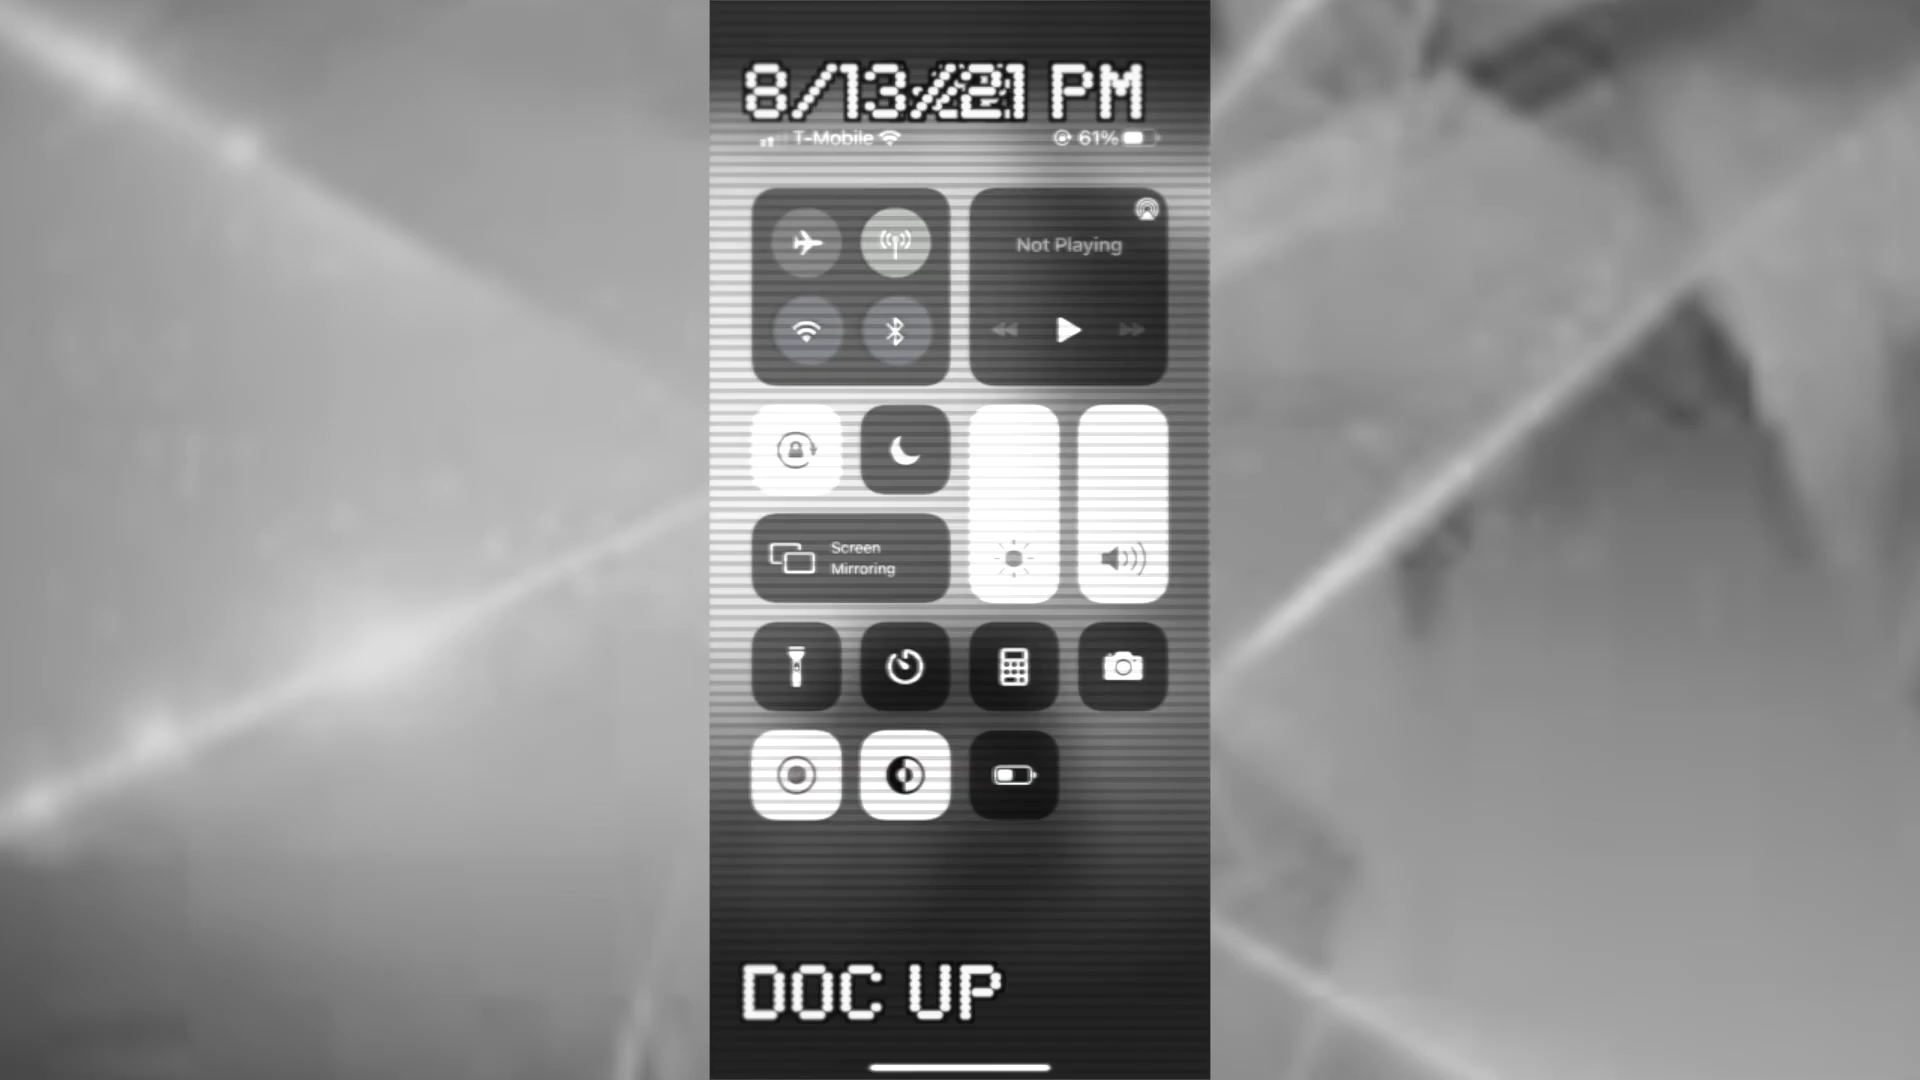 8/13/21 PM
T-Mobile 61%
Not Playing
Screen
Mirroring
DOC UP